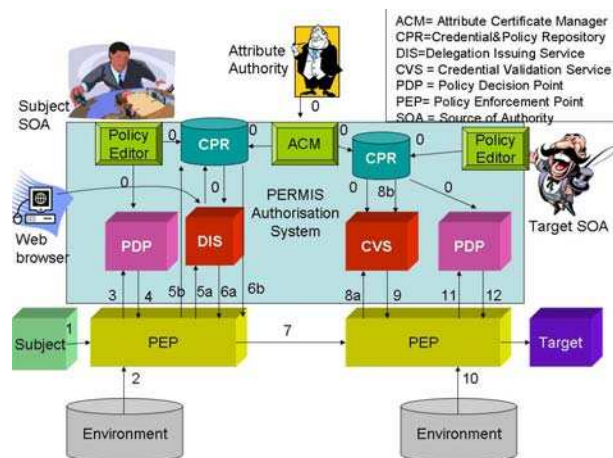 ACM= Attribute Certificate Manager
CPR=Credential&Policy Repository
DIS=Delegation Issuing Service
CVS = Credential Validation Service
PDP = Policy Decision Point
PEP= Policy Enforcement Point
SOA = Source of Authority
Attribute
Authority
Subject
SOA
0
Policy
Editor
0
CPR
0
ACM
0
CPR
0
Policy
Editor
0
0
0
8b
0
PERMIS
Authorisation
System
Target SOA
Web
browser
PDP
DIS
CVS
PDP
3
4
5b
5a
6a
6b
8a
9
11
12
Subject
1
PEP
7
PEP
Target
2
10
Environment
Environment